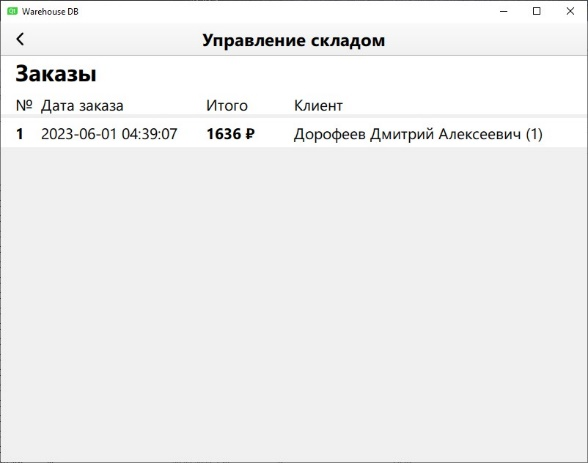 Warehouse DB
Управление складом
Заказы
№ Дата заказа Итого Клиент
1 2023-06-01 04:39:07 1636 ₽ Дорофеев Дмитрий Алексеевич (1)